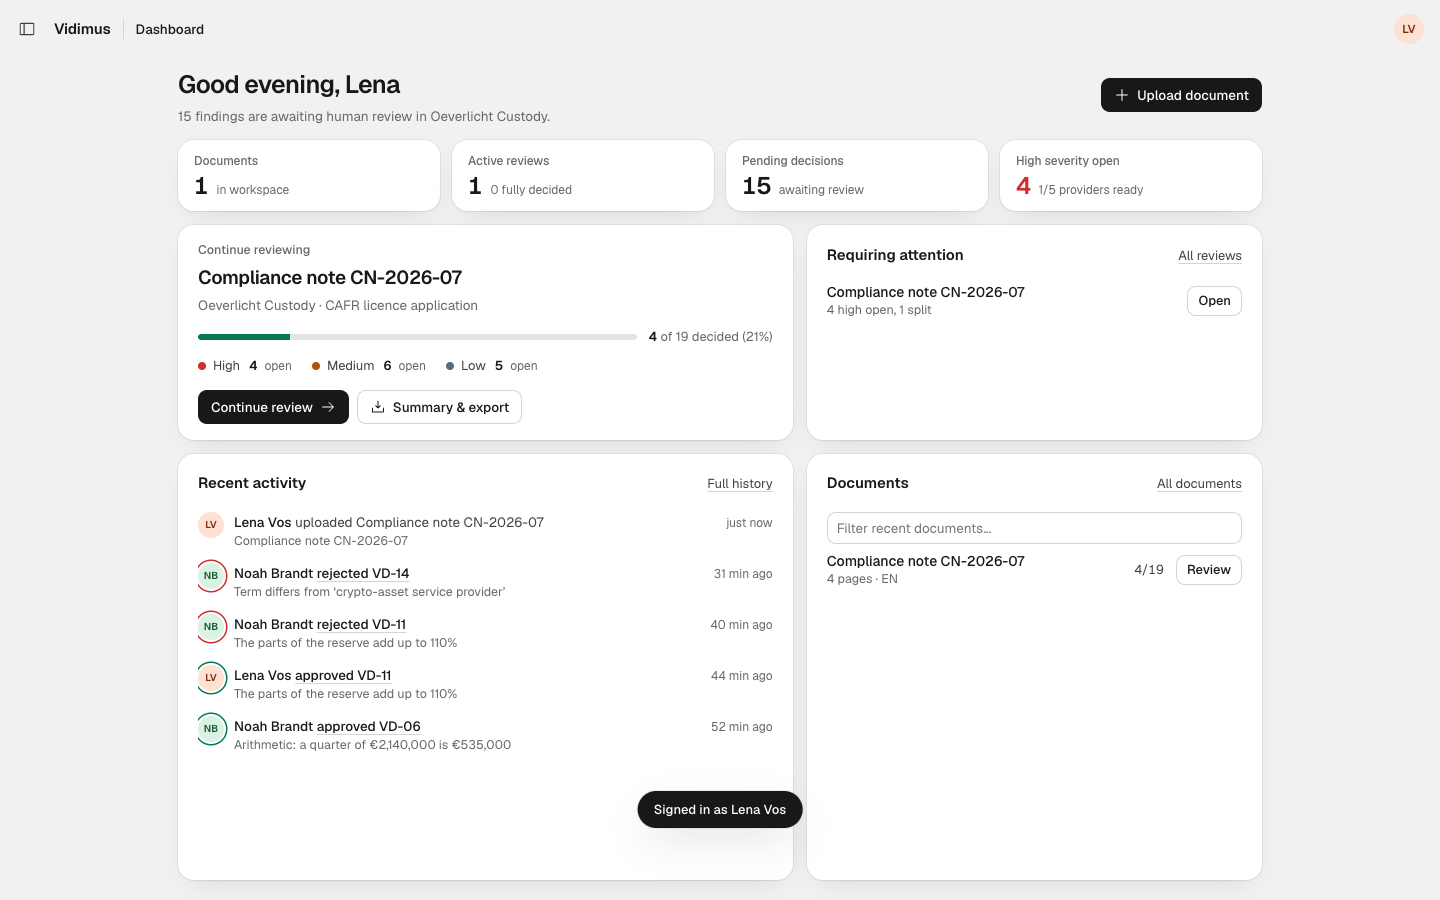 Vidimus
Dashboard
LV
Good evening, Lena
15 findings are awaiting human review in Oeverlicht Custody.
Upload document
Documents
1 in workspace
Active reviews
1 0 fully decided
Pending decisions
15 awaiting review
High severity open
4 1/5 providers ready
Continue reviewing
Compliance note CN-2026-07
Oeverlicht Custody · CAFR licence application
4 of 19 decided (21%)
High 4 open Medium 6 open Low 5 open
Continue review
Summary & export
Requiring attention
All reviews
Compliance note CN-2026-07
4 high open, 1 split
Open
Recent activity
Full history
LV
Lena Vos uploaded Compliance note CN-2026-07
just now
Compliance note CN-2026-07
NB
Noah Brandt rejected VD-14
31 min ago
Term differs from ‘crypto-asset service provider’
NB
Noah Brandt rejected VD-11
40 min ago
The parts of the reserve add up to 110%
LV
Lena Vos approved VD-11
44 min ago
The parts of the reserve add up to 110%
NB
Noah Brandt approved VD-06
52 min ago
Arithmetic: a quarter of €2,140,000 is €535,000
Documents
All documents
Filter recent documents…
Compliance note CN-2026-07
4 pages · EN
4/19
Review
Signed in as Lena Vos